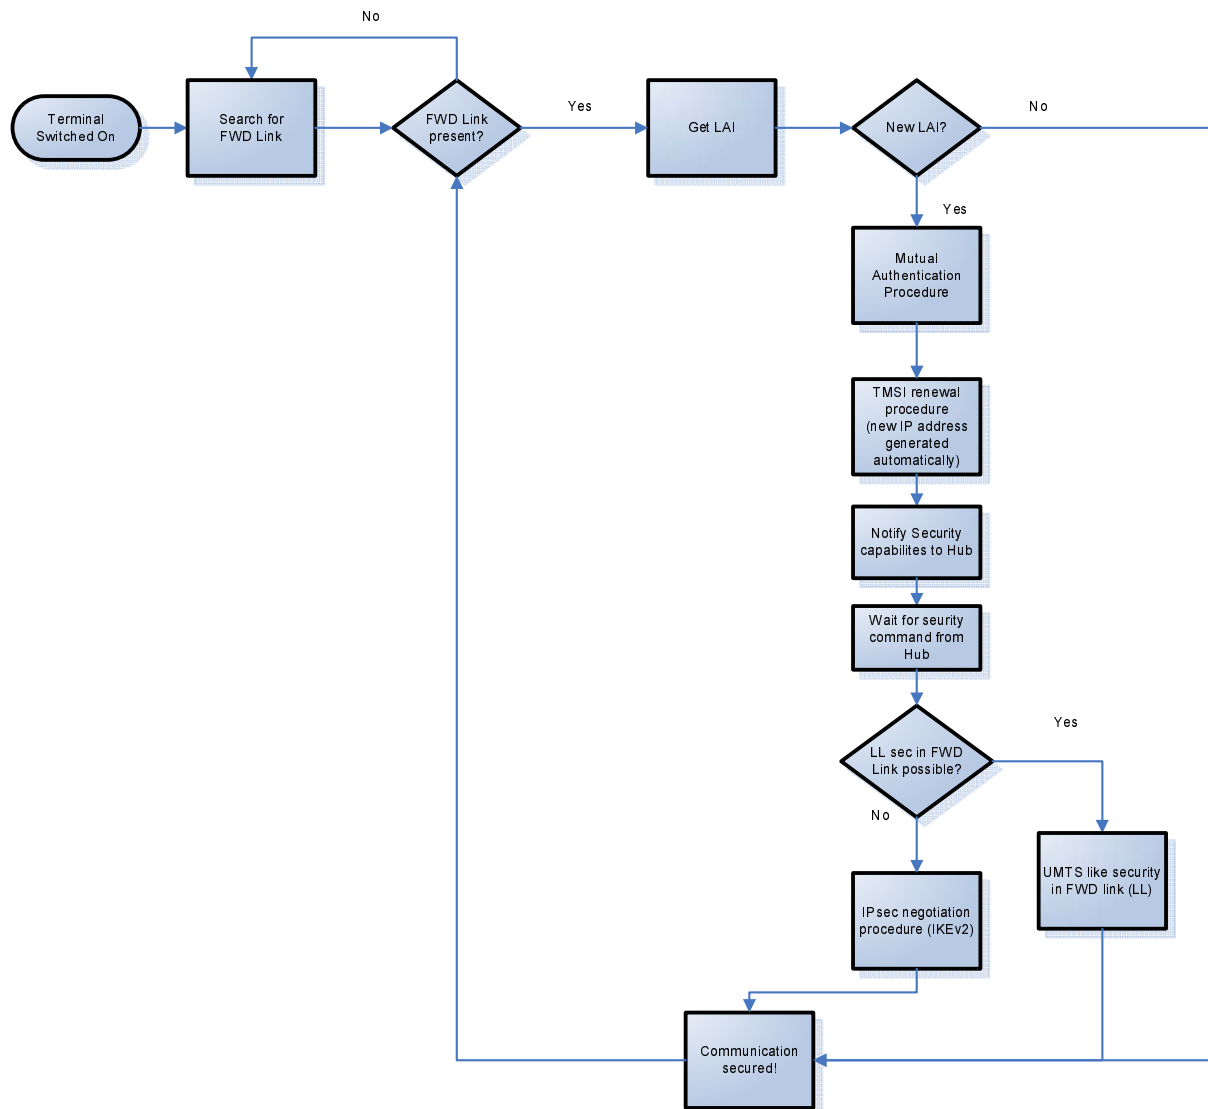 No
Terminal
Switched On
Search for
FWD Link
FWD Link
present?
Yes
Get LAI
New LAI?
No
Yes
Mutual
Authentication
Procedure
TMSI renewal
procedure
(new IP address
generated
automatically)
Notify Security
capabilites to Hub
Wait for seurity
command from
Hub
LL sec in FWD
Link possible?
Yes
No
UMTS like security
in FWD link (LL)
IPsec negotiation
procedure (IKEv2)
Communication
secured!